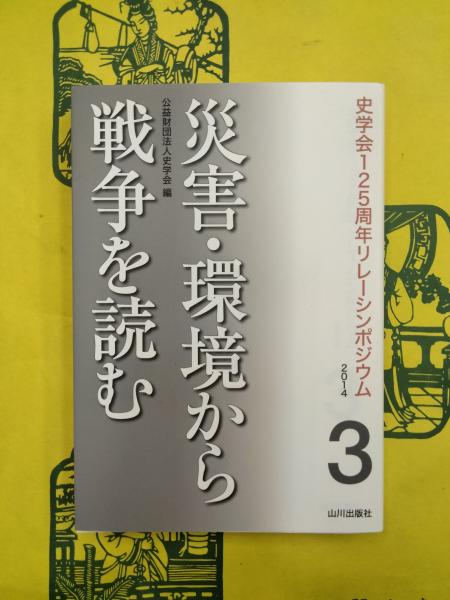 史学会125周年リレーシンポジウム
2014
3
災害・環境から
戦争を読む
公益財団法人史学会 編
山川出版社